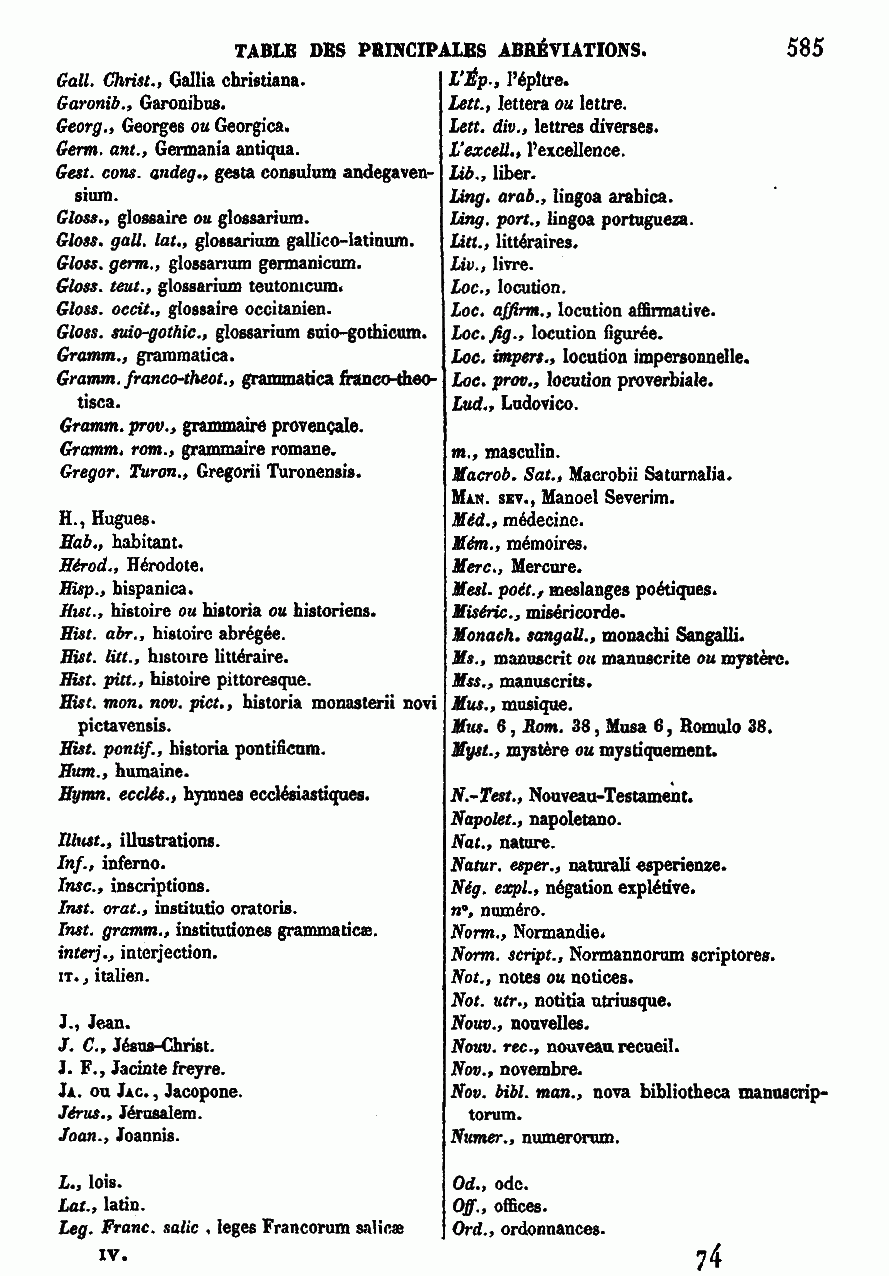 TABLE DES PRINCIPALES ABRÉVIATIONS. 585
Gall. Christ., Gallia christiana.
Garonib., Garonibus.
Georg., Georges ou Georgica.
Germ. ant., Germania antiqua.
Gest. cons. andeg., gesta consulum andegaven-
sium.
Gloss., glossaire ou glossarium.
Gloss. gall. lat., glossarium gallico-latinum.
Gloss. germ., glossarium germanicum.
Gloss. teut., glossarium teutonicum.
Gloss. occit., glossaire occitanien.
Gloss. suio-gothic., glossarium suio-gothicum.
Gramm., grammatica.
Gramm. franco-theot., grammatica franco-theo-
tisca.
Gramm. prov., grammaire provençale.
Gramm. rom., grammaire romane.
Gregor. Turon., Gregorii Turonensis.
H., Hugues.
Hab., habitant.
Hérod., Hérodote.
Hisp., hispanica.
Hist., histoire ou historia ou historiens.
Hist. abr., histoire abrégée.
Hist. litt., histoire littéraire.
Hist. pitt., histoire pittoresque.
Hist. mon. nov. pict., historia monasterii novi
pictavensis.
Hist. pontif., historia pontificum.
Hum., humaine.
Hymn. ecclés., hymnes ecclésiastiques.
Illust., illustrations.
Inf., inferno.
Insc., inscriptions.
Inst. orat., institutio oratoris.
Inst. gramm., institutiones grammaticæ.
interj., interjection.
IT., italien.
J., Jean.
J. C., Jésus-Christ.
J. F., Jacinte freyre.
JA. ou JAC., Jacopone.
Jérus., Jérusalem.
Joan., Joannis.
L., lois.
Lat., latin.
Leg. Franc. salic , leges Francorum salicæ
L'Ép., l'épître.
Lett., lettera ou lettre.
Lett. div., lettres diverses.
L'excell., l'excellence.
Lib., liber.
Ling. arab., lingoa arabica.
Ling. port., lingoa portugueza.
Litt., littéraires.
Liv., livre.
Loc., locution.
Loc. affirm., locution affirmative.
Loc. fig., locution figurée.
Loc. impers., locution impersonnelle.
Loc. prov., locution proverbiale.
Lud., Ludovico.
m., masculin.
Macrob. Sat., Macrobii Saturnalia.
MAN. SEV., Manoel Severim.
Méd., médecine.
Mém., mémoires.
Merc., Mercure.
Mesl. poét., meslanges poétiques.
Miséric., miséricorde.
Monach. sangall., monachi Sangalli.
Ms., manuscrit ou manuscrite ou mystère.
Mss., manuscrits.
Mus., musique.
Mus. 6, Rom. 38, Musa 6, Romulo 38.
Myst., mystère ou mystiquement.
N.-Test., Nouveau-Testament.
Napolet., napoletano.
Nat., nature.
Natur. esper., naturali esperienze.
Nég. expl., négation explétive.
n°, numéro.
Norm., Normandie.
Norm. script., Normannorum scriptores.
Not., notes ou notices.
Not. utr., notitia utriusque.
Nouv., nouvelles.
Nouv. rec., nouveau recueil.
Nov., novembre.
Nov. bibl. man., nova bibliotheca manuscrip-
torum.
Numer., numerorum.
Od., ode.
Off., offices.
Ord., ordonnances.
IV. 74